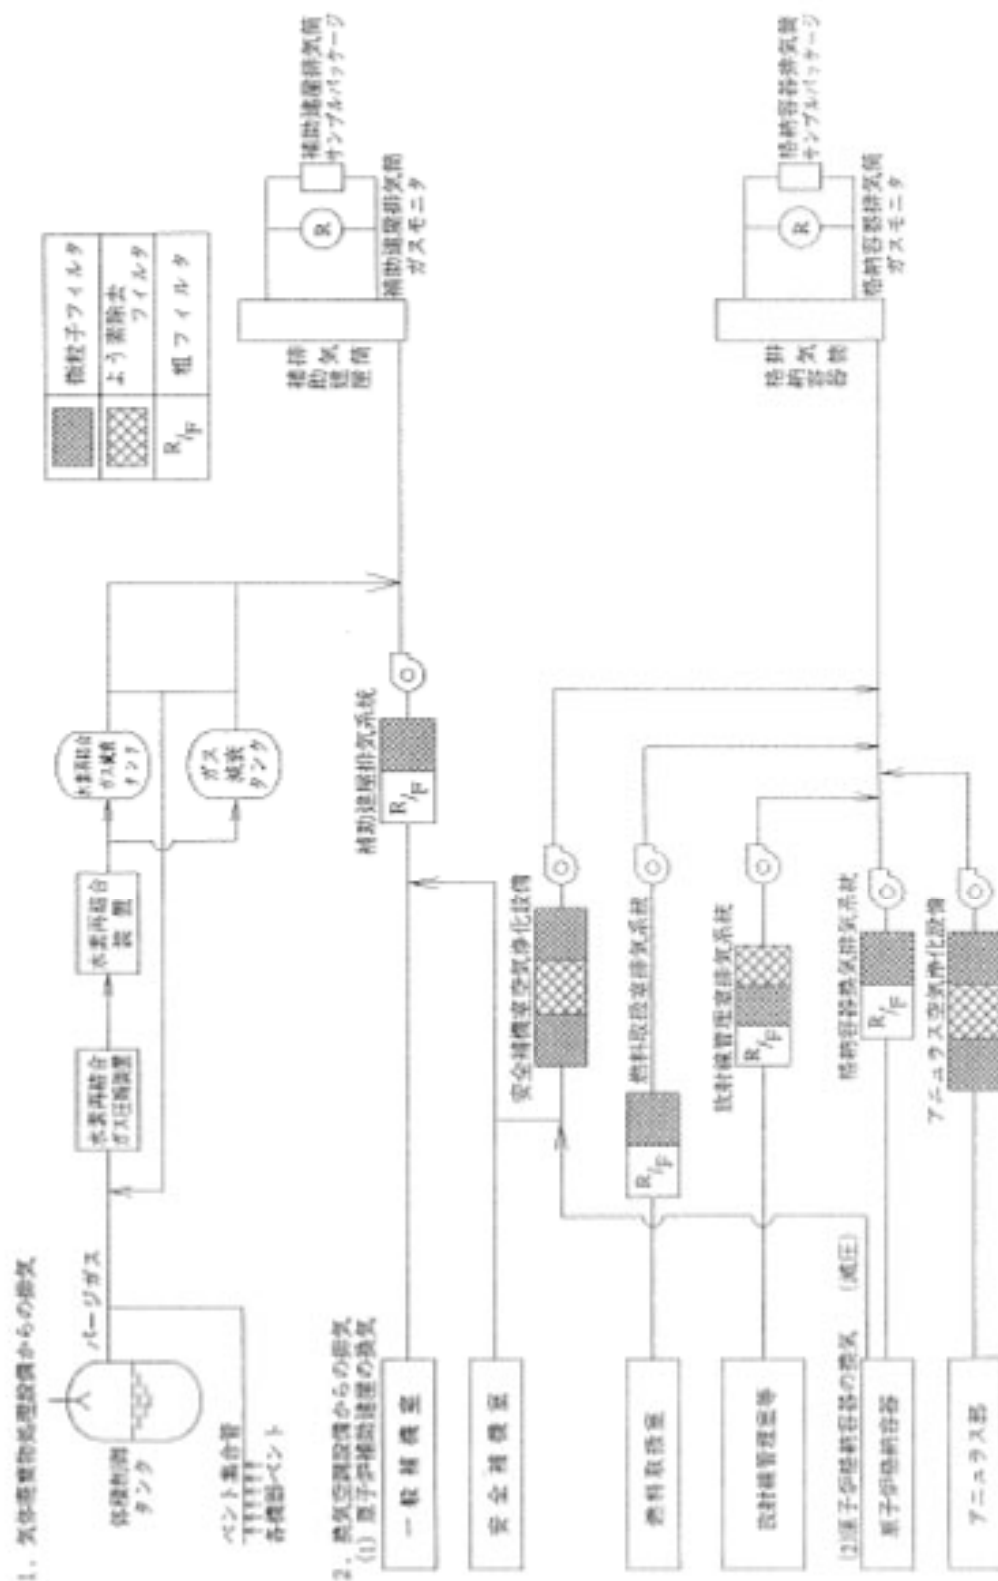 1. 気体廃棄物処理設備からの排気
体積制御
タンク
パージガス
ベント集合管
各機器ベント
水素再結合
ガス圧縮装置
水素再結合
装置
水素再結合
ガス減衰
タンク
ガス
減衰
タンク
微粒子フィルタ
よう素除去
フィルタ
R/F
粗フィルタ
2. 換気空調設備からの排気
(1) 原子炉補助建屋の換気
一般補機室
安全補機室
補助建屋排気系統
R/F
補助建屋
排気筒
R
補助建屋排気筒
ガスモニタ
補助建屋排気筒
サンプルパッケージ
安全補機室空気浄化設備
燃料取扱室
R/F
燃料取扱室排気系統
放射線管理室等
R/F
放射線管理室排気系統
(2)原子炉格納容器の換気
(減圧)
原子炉格納容器
R/F
格納容器換気排気系統
アニュラス部
アニュラス空気浄化設備
格納容器
排気筒
R
格納容器排気筒
ガスモニタ
格納容器排気筒
サンプルパッケージ